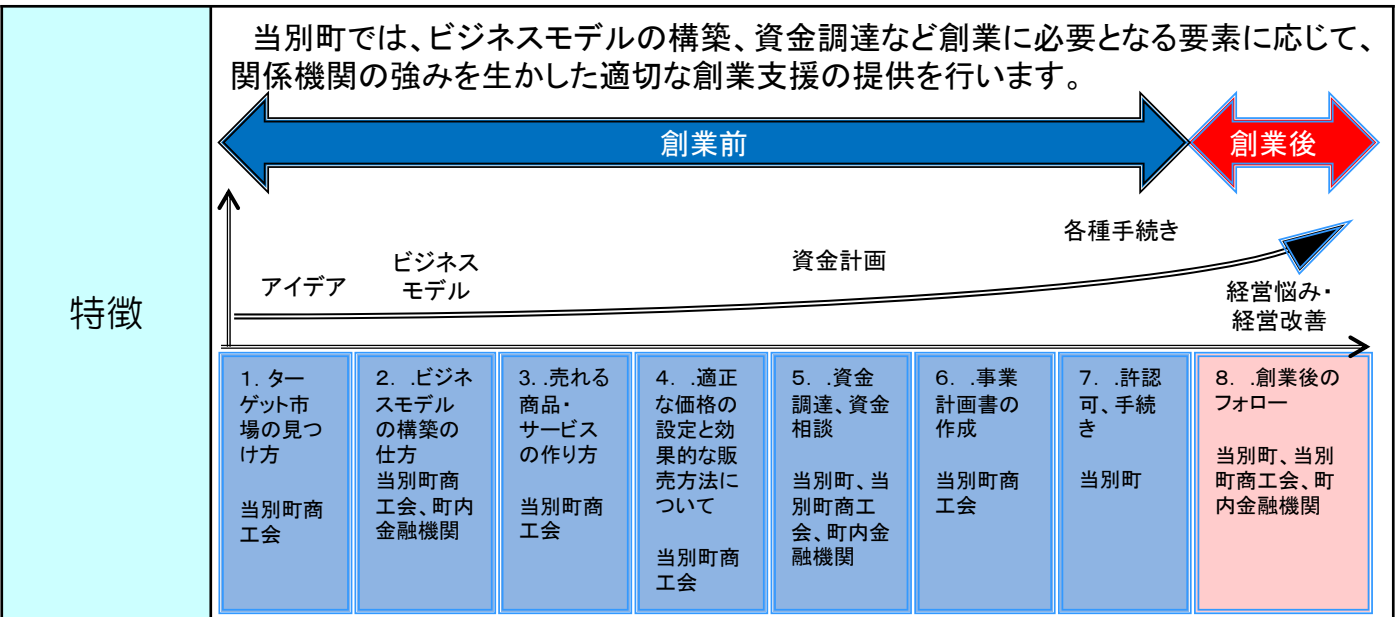 特徴
当別町では、ビジネスモデルの構築、資金調達など創業に必要となる要素に応じて、
関係機関の強みを生かした適切な創業支援の提供を行います。
創業前
創業後
アイデア
ビジネス
モデル
資金計画
各種手続き
経営悩み・
経営改善
1．ター
ゲット市
場の見つ
け方
当別町商
工会
2．.ビジネ
スモデル
の構築の
仕方
当別町商
工会、町内
金融機関
3．.売れる
商品・
サービス
の作り方
当別町商
工会
4．.適正
な価格の
設定と効
果的な販
売方法に
ついて
当別町商
工会
5．.資金
調達、資金
相談
当別町、当
別町商工
会、町内金
融機関
6．.事業
計画書の
作成
当別町商
工会
7．.許認
可、手続
き
当別町
8．.創業後の
フォロー
当別町、当別
町商工会、町
内金融機関